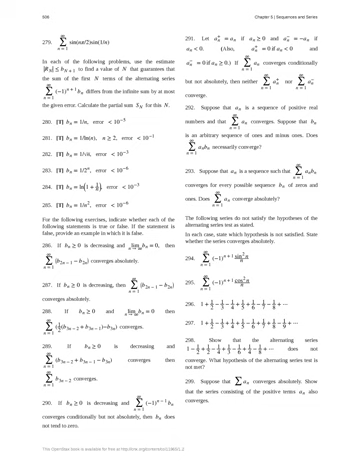 506
Chapter 5 | Sequences and Series
279. ∞ ∑ n = 1 sin(nπ/2)sin(1/n)
In each of the following problems, use the estimate
|R_N| ≤ b_{N + 1} to find a value of N that guarantees that
the sum of the first N terms of the alternating series
∞ ∑ n = 1 (−1)^{n + 1} b_n differs from the infinite sum by at most
the given error. Calculate the partial sum S_N for this N.
280. [T] b_n = 1/n, error < 10^{−5}
281. [T] b_n = 1/ln(n), n ≥ 2, error < 10^{−1}
282. [T] b_n = 1/√n, error < 10^{−3}
283. [T] b_n = 1/2^n, error < 10^{−6}
284. [T] b_n = ln(1 + 1/n), error < 10^{−3}
285. [T] b_n = 1/n^2, error < 10^{−6}
For the following exercises, indicate whether each of the
following statements is true or false. If the statement is
false, provide an example in which it is false.
286. If b_n ≥ 0 is decreasing and lim n → ∞ b_n = 0, then
∞ ∑ n = 1 (b_{2n − 1} − b_{2n}) converges absolutely.
287. If b_n ≥ 0 is decreasing, then ∞ ∑ n = 1 (b_{2n − 1} − b_{2n})
converges absolutely.
288. If b_n ≥ 0 and lim n → ∞ b_n = 0 then
∞ ∑ n = 1 (1/2(b_{3n − 2} + b_{3n − 1}) − b_{3n}) converges.
289. If b_n ≥ 0 is decreasing and
∞ ∑ n = 1 (b_{3n − 2} + b_{3n − 1} − b_{3n}) converges then
∞ ∑ n = 1 b_{3n − 2} converges.
290. If b_n ≥ 0 is decreasing and ∞ ∑ n = 1 (−1)^{n − 1} b_n
converges conditionally but not absolutely, then b_n does
not tend to zero.
291. Let a_n^+ = a_n if a_n ≥ 0 and a_n^− = −a_n if
a_n < 0. (Also, a_n^+ = 0 if a_n < 0 and
a_n^− = 0 if a_n ≥ 0.) If ∞ ∑ n = 1 a_n converges conditionally
but not absolutely, then neither ∞ ∑ n = 1 a_n^+ nor ∞ ∑ n = 1 a_n^−
converge.
292. Suppose that a_n is a sequence of positive real
numbers and that ∞ ∑ n = 1 a_n converges. Suppose that b_n
is an arbitrary sequence of ones and minus ones. Does
∞ ∑ n = 1 a_n b_n necessarily converge?
293. Suppose that a_n is a sequence such that ∞ ∑ n = 1 a_n b_n
converges for every possible sequence b_n of zeros and
ones. Does ∞ ∑ n = 1 a_n converge absolutely?
The following series do not satisfy the hypotheses of the
alternating series test as stated.
In each case, state which hypothesis is not satisfied. State
whether the series converges absolutely.
294. ∞ ∑ n = 1 (−1)^{n + 1} sin^2 n/n
295. ∞ ∑ n = 1 (−1)^{n + 1} cos^2 n/n
296. 1 + 1/2 − 1/3 − 1/4 + 1/5 + 1/6 − 1/7 − 1/8 + ⋯
297. 1 + 1/2 − 1/3 + 1/4 + 1/5 − 1/6 + 1/7 + 1/8 − 1/9 + ⋯
298. Show that the alternating series
1 − 1/2 + 1/2 − 1/4 + 1/3 − 1/6 + 1/4 − 1/8 + ⋯ does not
converge. What hypothesis of the alternating series test is
not met?
299. Suppose that ∑ a_n converges absolutely. Show
that the series consisting of the positive terms a_n also
converges.
This OpenStax book is available for free at http://cnx.org/content/col11966/1.2